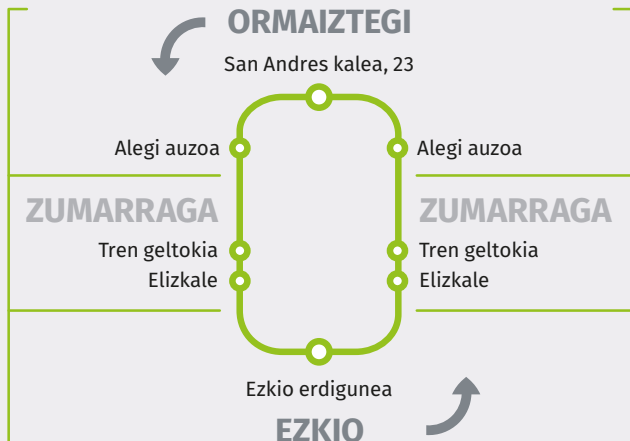 ORMAIZTEGI
San Andres kalea, 23
Alegi auzoa
Alegi auzoa
ZUMARRAGA
ZUMARRAGA
Tren geltokia
Tren geltokia
Elizkale
Elizkale
Ezkio erdigunea
EZKIO